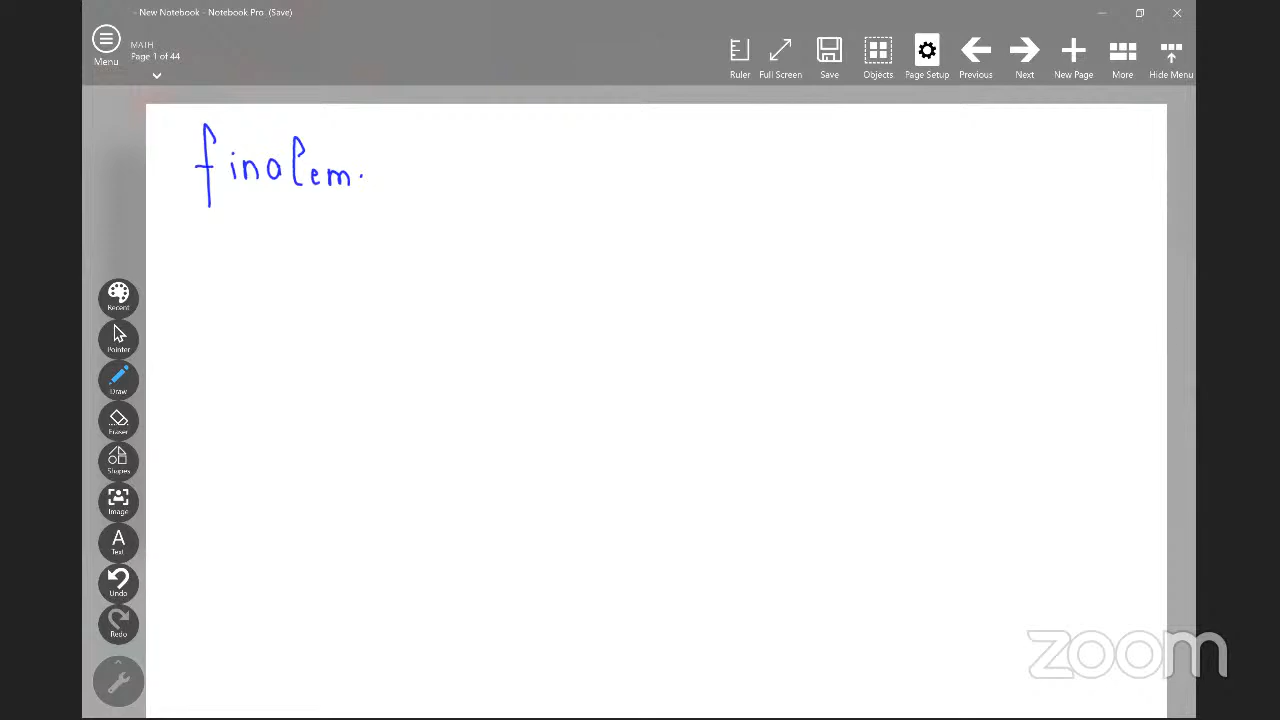 - New Notebook - Notebook Pro (Save)
Menu
MATH
Page 1 of 44
Ruler
Full Screen
Save
Objects
Page Setup
Previous
Next
New Page
More
Hide Menu
finalem.
Recent
Pointer
Draw
Eraser
Shapes
Image
A
Text
Undo
Redo
zoom